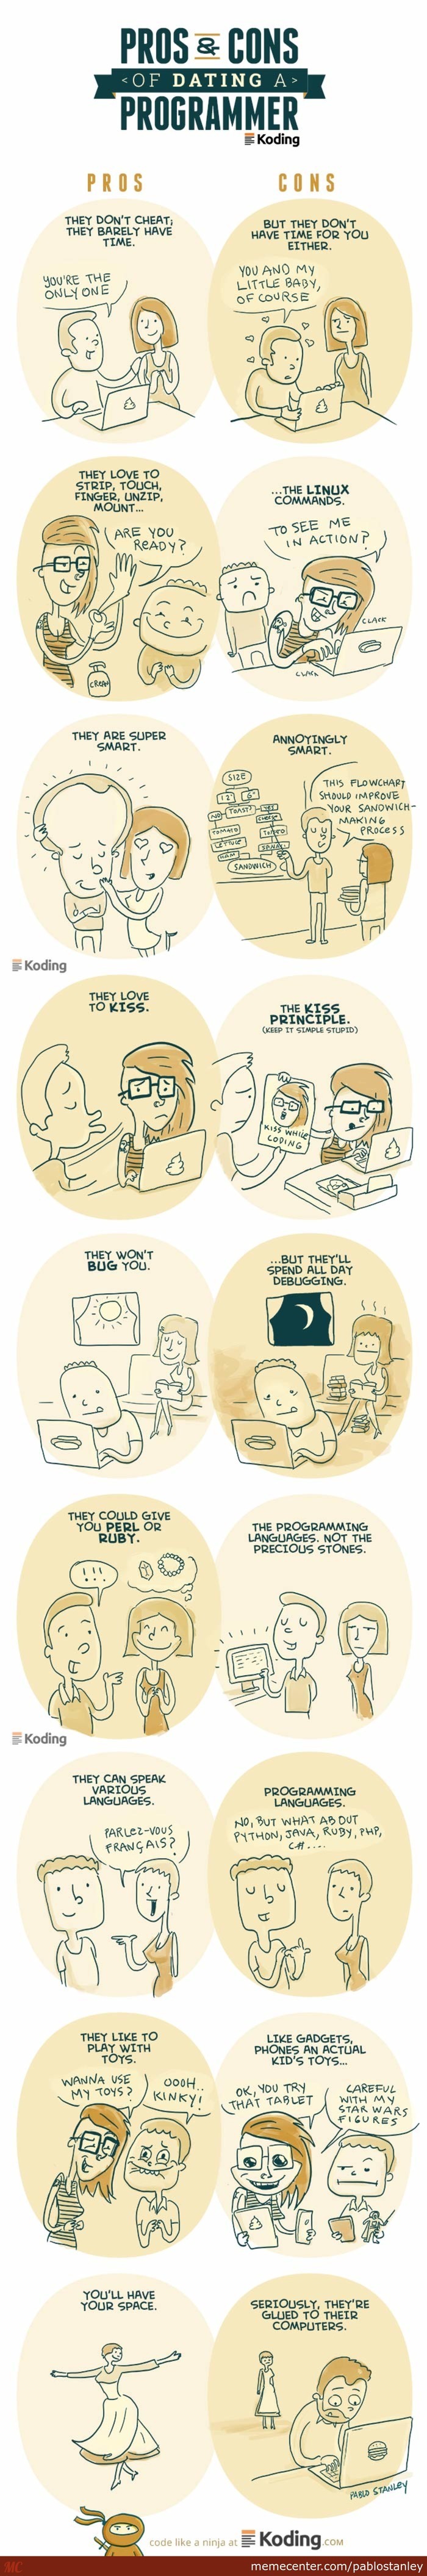 PROS & CONS
<OF DATING A>
PROGRAMMER
Koding
PROS
CONS
THEY DON'T CHEAT;
THEY BARELY HAVE
TIME.
YOU'RE THE
ONLY ONE
BUT THEY DON'T
HAVE TIME FOR YOU
EITHER.
YOU AND MY
LITTLE BABY,
OF COURSE
THEY LOVE TO
STRIP, TOUCH,
FINGER, UNZIP,
MOUNT...
ARE YOU
READY?
CREAM
...THE LINUX
COMMANDS.
TO SEE ME
IN ACTION?
CLACK
CLACK
THEY ARE SUPER
SMART.
ANNOYINGLY
SMART.
SIZE
12"
6"
NO
TOAST?
YES
CHEESE
TOMATO
TOASTED
LETTUCE
HAM
SANDWICH
THIS FLOWCHART
SHOULD IMPROVE
YOUR SANDWICH-
MAKING
PROCESS
Koding
THEY LOVE
TO KISS.
THE KISS
PRINCIPLE.
(KEEP IT SIMPLE STUPID)
KISS WHILE
CODING
THEY WON'T
BUG YOU.
...BUT THEY'LL
SPEND ALL DAY
DEBUGGING.
THEY COULD GIVE
YOU PERL OR
RUBY.
!!!
THE PROGRAMMING
LANGUAGES. NOT THE
PRECIOUS STONES.
Koding
THEY CAN SPEAK
VARIOUS
LANGUAGES.
PARLEZ-VOUS
FRANÇAIS?
PROGRAMMING
LANGUAGES.
NO, BUT WHAT ABOUT
PYTHON, JAVA, RUBY, PHP,
C#....
THEY LIKE TO
PLAY WITH
TOYS.
WANNA USE
MY TOYS?
OOOH..
KINKY!
LIKE GADGETS,
PHONES AN ACTUAL
KID'S TOYS...
OK, YOU TRY
THAT TABLET
CAREFUL
WITH MY
STAR WARS
FIGURES
YOU'LL HAVE
YOUR SPACE.
SERIOUSLY, THEY'RE
GLUED TO THEIR
COMPUTERS.
PABLO STANLEY
code like a ninja at Koding.COM
MC
memecenter.com/pablostanley